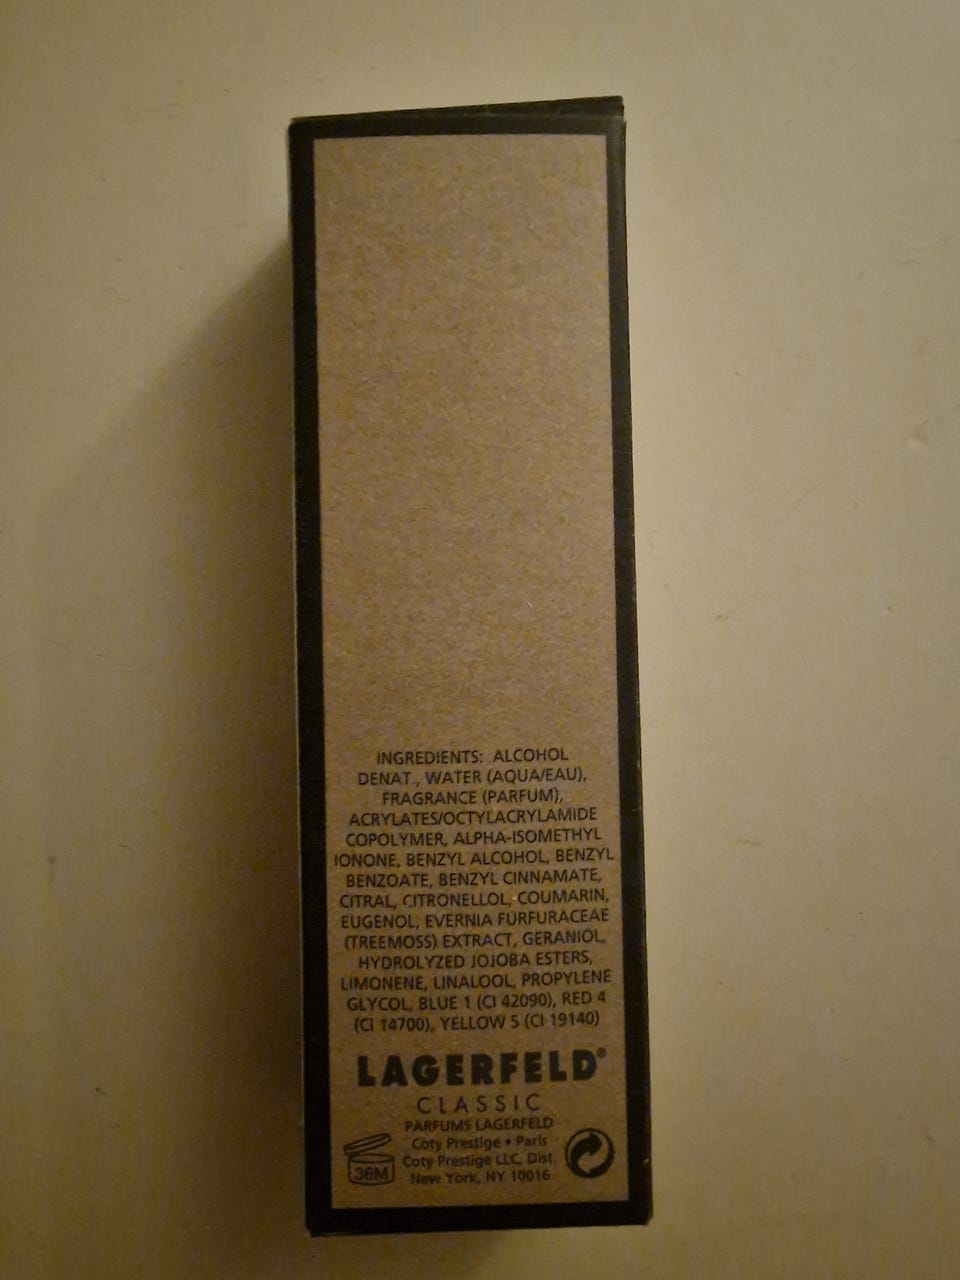 INGREDIENTS: ALCOHOL
DENAT., WATER (AQUA/EAU),
FRAGRANCE (PARFUM),
ACRYLATES/OCTYLACRYLAMIDE
COPOLYMER, ALPHA-ISOMETHYL
IONONE, BENZYL ALCOHOL, BENZYL
BENZOATE, BENZYL CINNAMATE,
CITRAL, CITRONELLOL, COUMARIN,
EUGENOL, EVERNIA FURFURACEAE
(TREEMOSS) EXTRACT, GERANIOL,
HYDROLYZED JOJOBA ESTERS,
LIMONENE, LINALOOL, PROPYLENE
GLYCOL, BLUE 1 (CI 42090), RED 4
(CI 14700), YELLOW 5 (CI 19140)
LAGERFELD®
CLASSIC
PARFUMS LAGERFELD
Coty Prestige • Paris
Coty Prestige LLC, Dist.
New York, NY 10016
36M